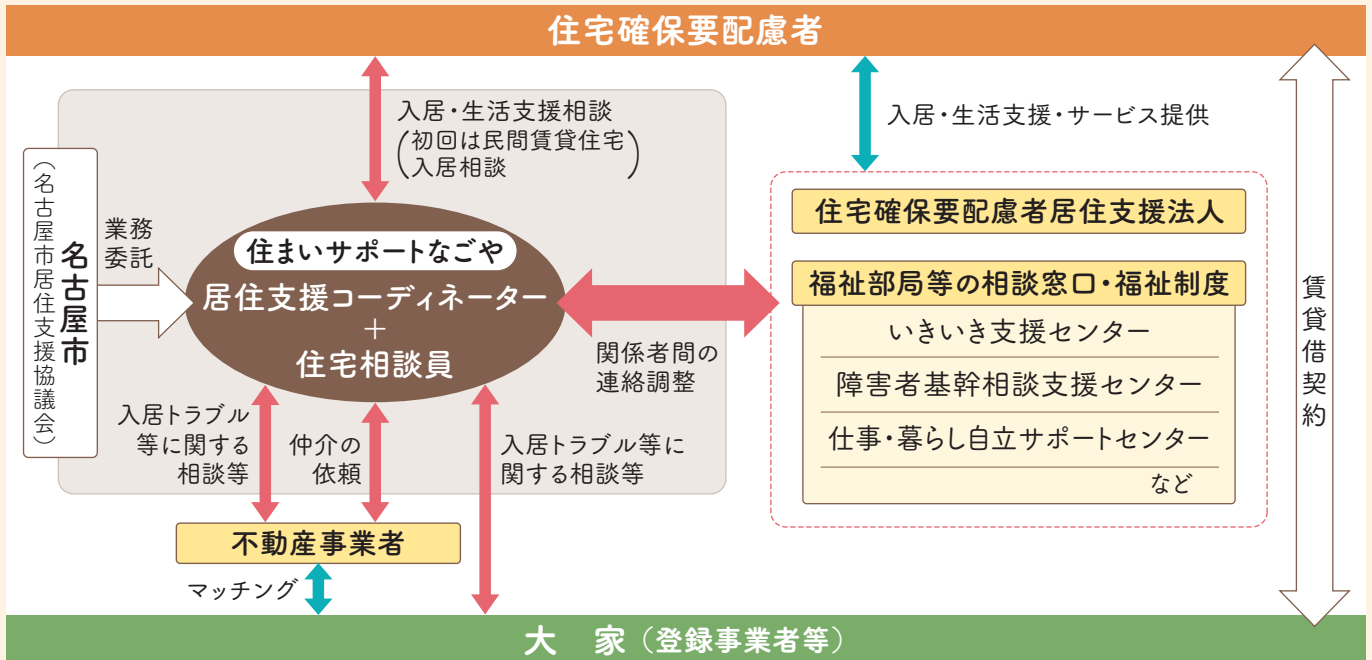 住宅確保要配慮者
入居・生活支援相談
(初回は民間賃貸住宅
入居相談)
入居・生活支援・サービス提供
名古屋市
(名古屋市居住支援協議会)
業務
委託
住まいサポートなごや
居住支援コーディネーター
+
住宅相談員
関係者間の
連絡調整
住宅確保要配慮者居住支援法人
福祉部局等の相談窓口・福祉制度
いきいき支援センター
障害者基幹相談支援センター
仕事・暮らし自立サポートセンター
など
賃貸借契約
入居トラブル
等に関する
相談等
仲介の
依頼
入居トラブル等に
関する相談等
不動産事業者
マッチング
大 家(登録事業者等)